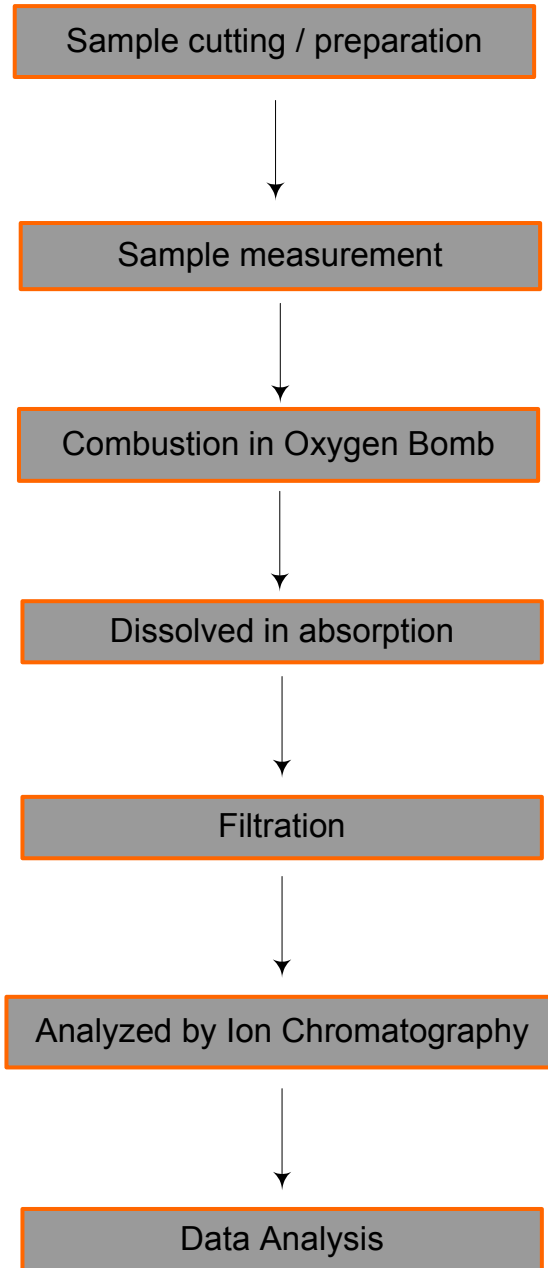 Sample cutting / preparation
Sample measurement
Combustion in Oxygen Bomb
Dissolved in absorption
Filtration
Analyzed by Ion Chromatography
Data Analysis